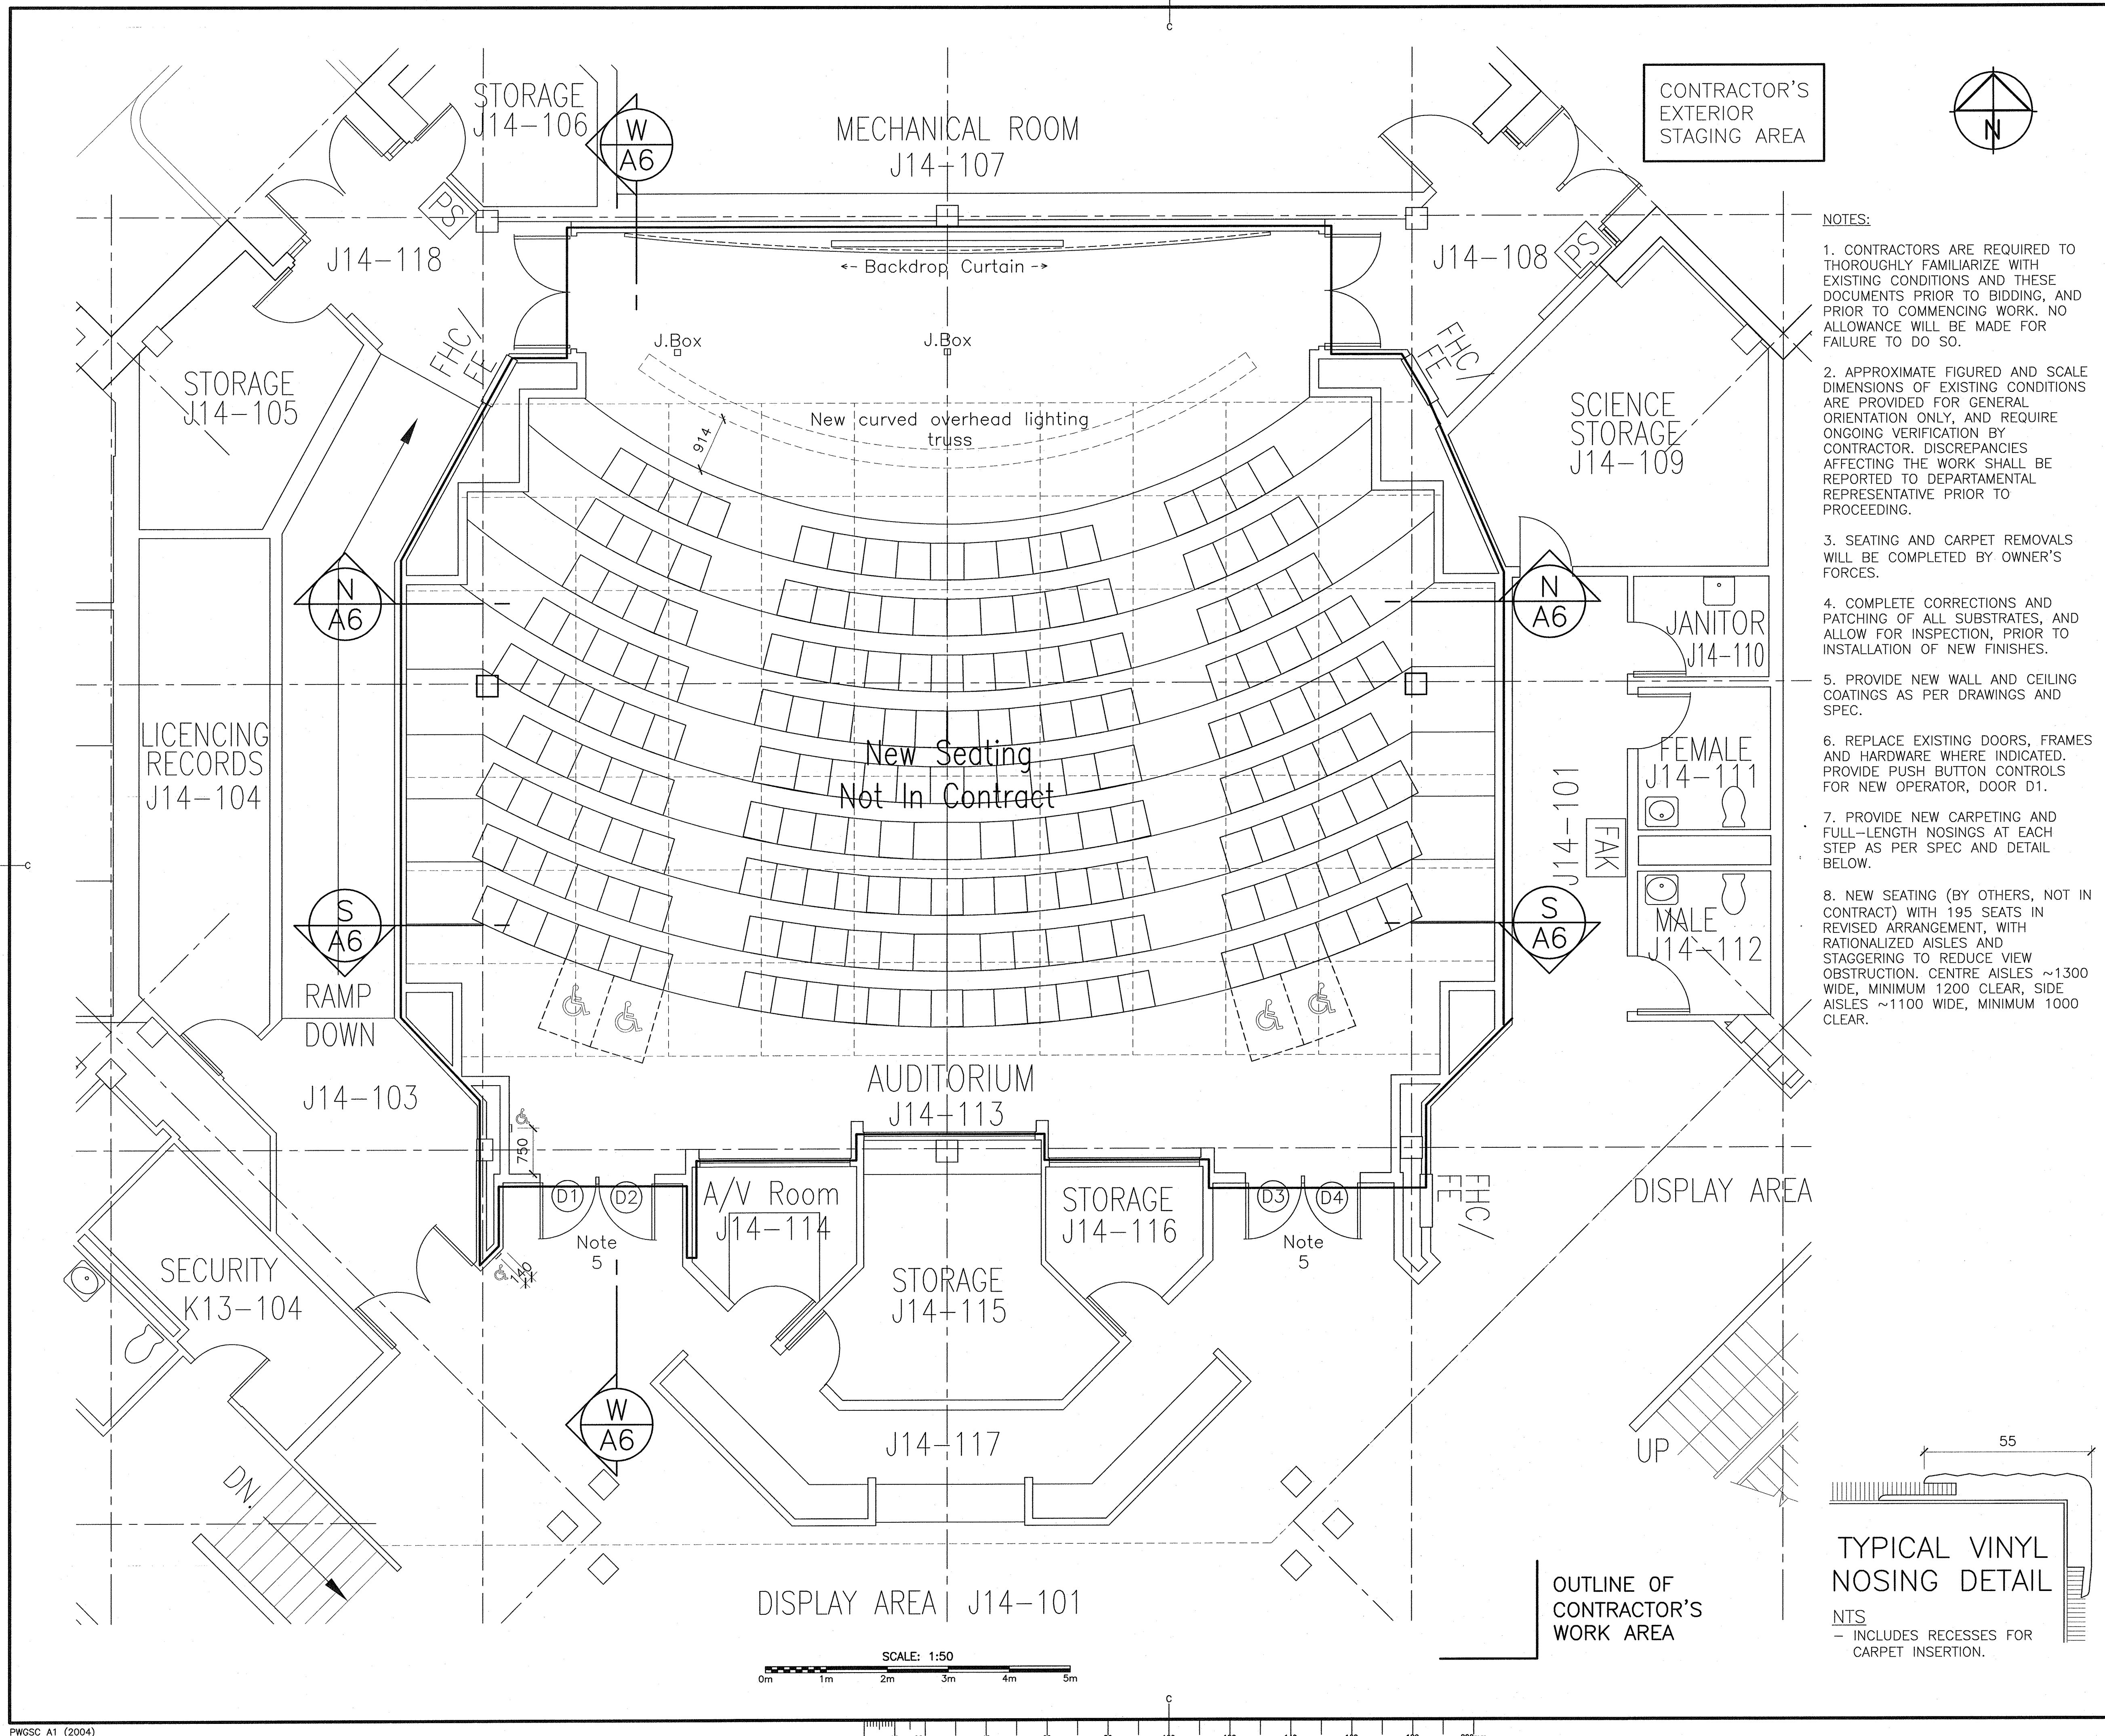 C
STORAGE
J14-106
W
A6
MECHANICAL ROOM
J14-107
CONTRACTOR'S
EXTERIOR
STAGING AREA
N
PS
J14-118
<- Backdrop Curtain ->
J14-108
PS
FHC/
FE
J.Box
J.Box
FHC/
FE
STORAGE
J14-105
914
New curved overhead lighting
truss
SCIENCE
STORAGE
J14-109
N
A6
N
A6
JANITOR
J14-110
LICENCING
RECORDS
J14-104
New Seating
Not In Contract
FEMALE
J14-111
J14-101
FAK
C
S
A6
S
A6
MALE
J14-112
RAMP
DOWN
J14-103
AUDITORIUM
J14-113
750
D1
D2
A/V Room
J14-114
STORAGE
J14-116
D3
D4
FHC/
FE
DISPLAY AREA
Note
5
Note
5
140
SECURITY
K13-104
STORAGE
J14-115
W
A6
J14-117
UP
DN.
DISPLAY AREA J14-101
OUTLINE OF
CONTRACTOR'S
WORK AREA
SCALE: 1:50
0m 1m 2m 3m 4m 5m
C
PWGSC A1 (2004)
NOTES:
1. CONTRACTORS ARE REQUIRED TO
THOROUGHLY FAMILIARIZE WITH
EXISTING CONDITIONS AND THESE
DOCUMENTS PRIOR TO BIDDING, AND
PRIOR TO COMMENCING WORK. NO
ALLOWANCE WILL BE MADE FOR
FAILURE TO DO SO.
2. APPROXIMATE FIGURED AND SCALE
DIMENSIONS OF EXISTING CONDITIONS
ARE PROVIDED FOR GENERAL
ORIENTATION ONLY, AND REQUIRE
ONGOING VERIFICATION BY
CONTRACTOR. DISCREPANCIES
AFFECTING THE WORK SHALL BE
REPORTED TO DEPARTAMENTAL
REPRESENTATIVE PRIOR TO
PROCEEDING.
3. SEATING AND CARPET REMOVALS
WILL BE COMPLETED BY OWNER'S
FORCES.
4. COMPLETE CORRECTIONS AND
PATCHING OF ALL SUBSTRATES, AND
ALLOW FOR INSPECTION, PRIOR TO
INSTALLATION OF NEW FINISHES.
5. PROVIDE NEW WALL AND CEILING
COATINGS AS PER DRAWINGS AND
SPEC.
6. REPLACE EXISTING DOORS, FRAMES
AND HARDWARE WHERE INDICATED.
PROVIDE PUSH BUTTON CONTROLS
FOR NEW OPERATOR, DOOR D1.
7. PROVIDE NEW CARPETING AND
FULL-LENGTH NOSINGS AT EACH
STEP AS PER SPEC AND DETAIL
BELOW.
8. NEW SEATING (BY OTHERS, NOT IN
CONTRACT) WITH 195 SEATS IN
REVISED ARRANGEMENT, WITH
RATIONALIZED AISLES AND
STAGGERING TO REDUCE VIEW
OBSTRUCTION. CENTRE AISLES ~1300
WIDE, MINIMUM 1200 CLEAR, SIDE
AISLES ~1100 WIDE, MINIMUM 1000
CLEAR.
55
TYPICAL VINYL
NOSING DETAIL
NTS
- INCLUDES RECESSES FOR
CARPET INSERTION.